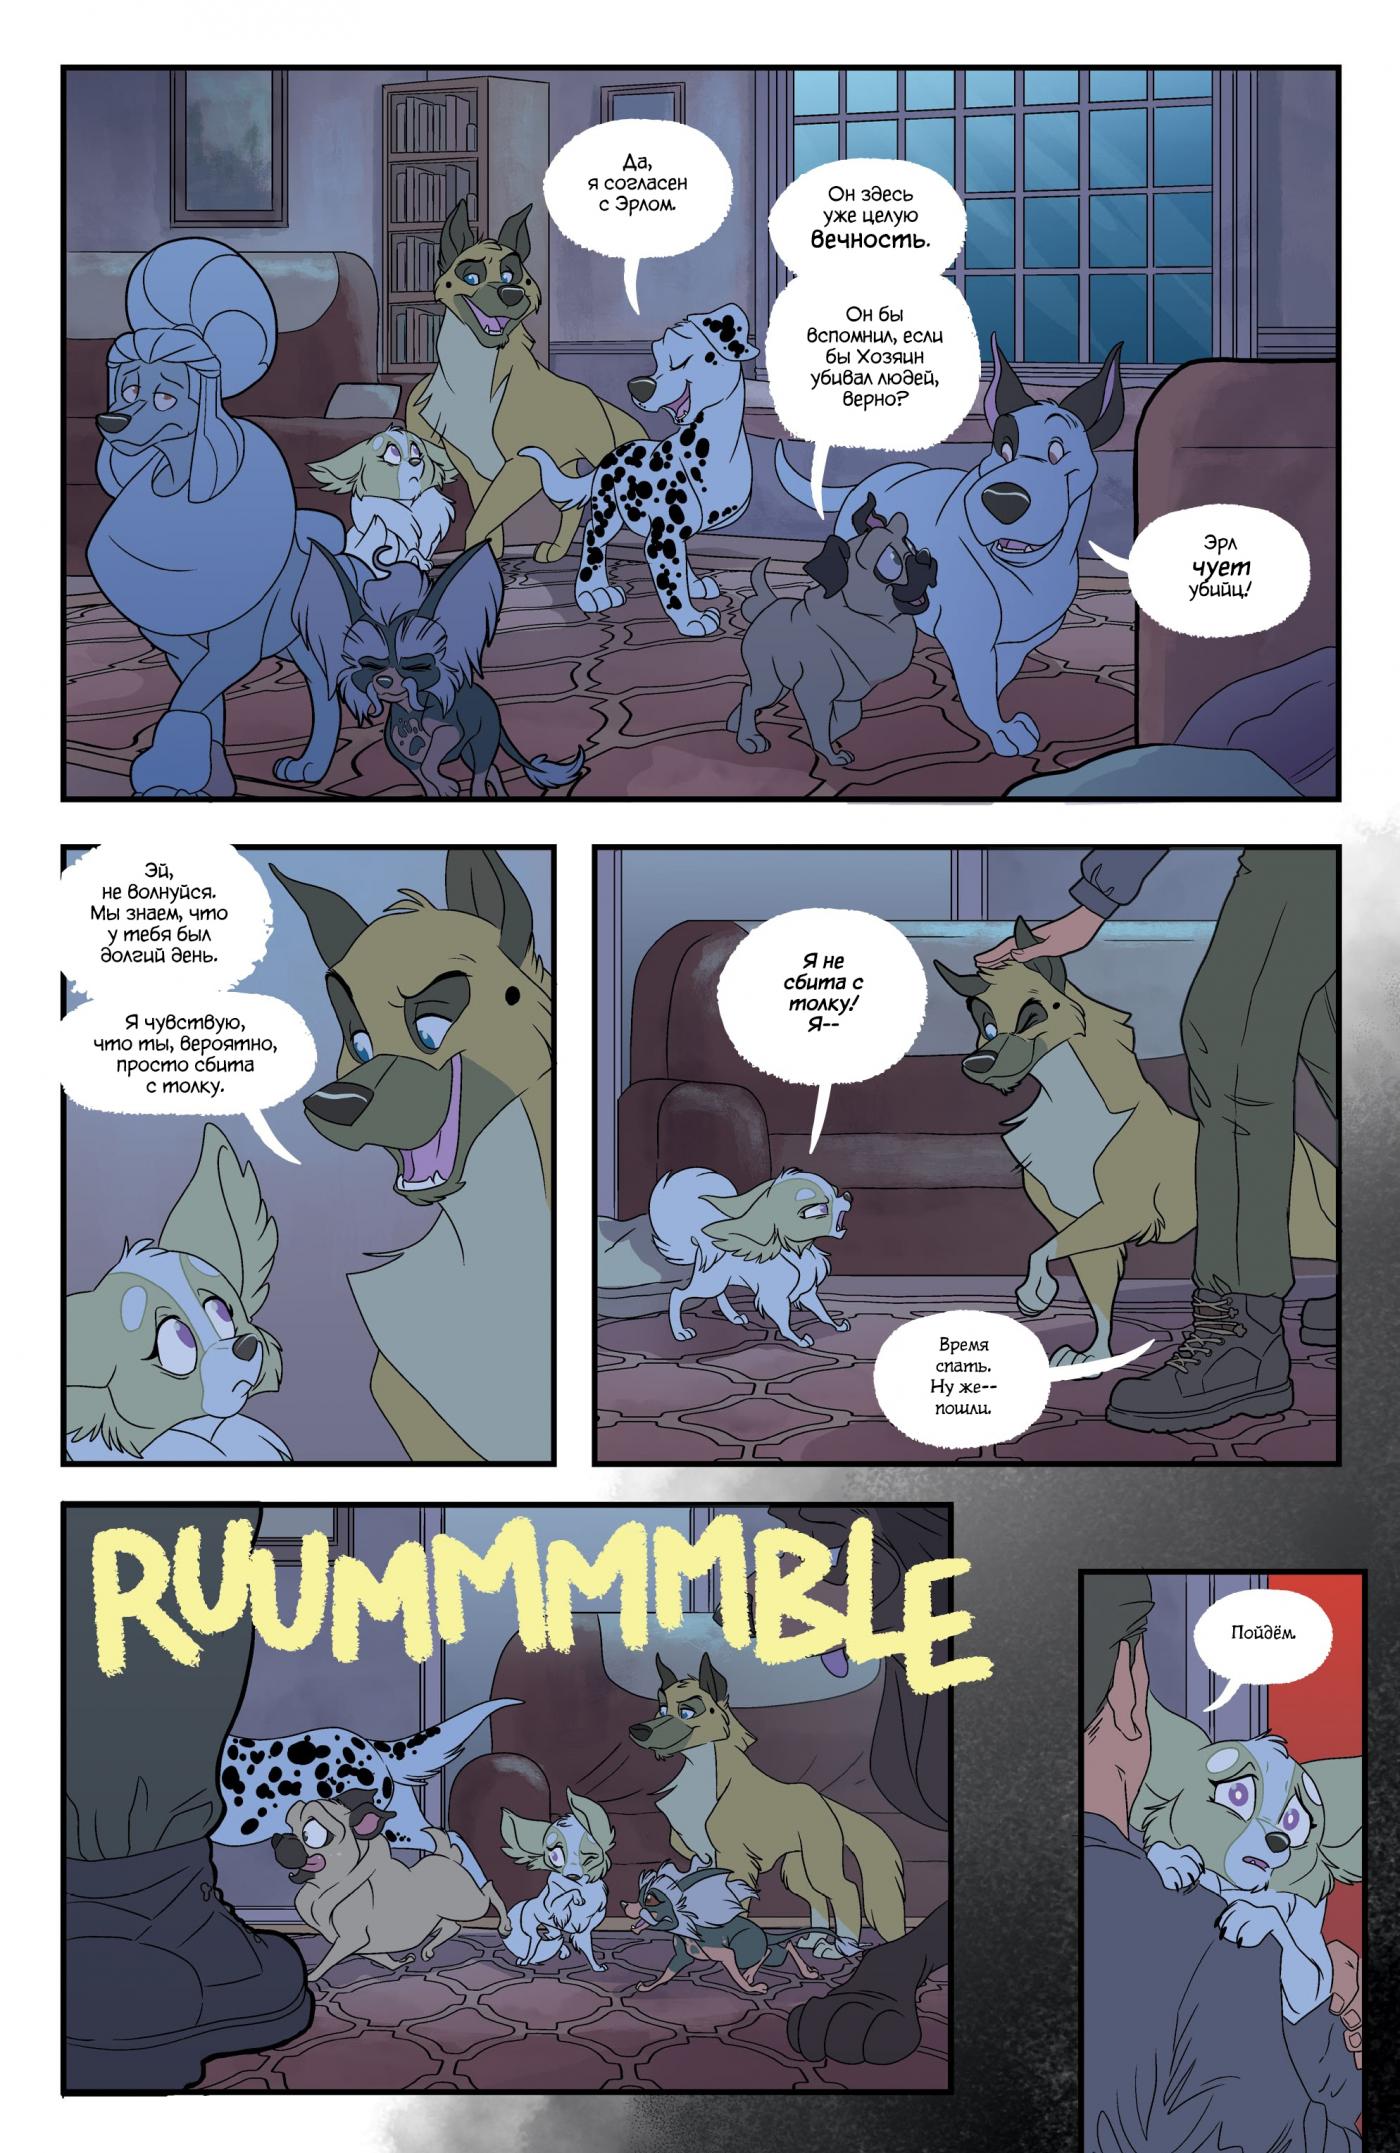 Да,
я согласен
с Эрлом.
Он здесь
уже целую
вечность.
Он бы
вспомнил, если
бы Хозяин
убивал людей,
верно?
Эрл
чует
убийц!
Эй,
не волнуйся.
Мы знаем, что
у тебя был
долгий день.
Я чувствую,
что ты, вероятно,
просто сбита
с толку.
Я не
сбита с
толку!
Я--
Время
спать.
Ну же--
пошли.
RUUMMMMBLE
Пойдём.